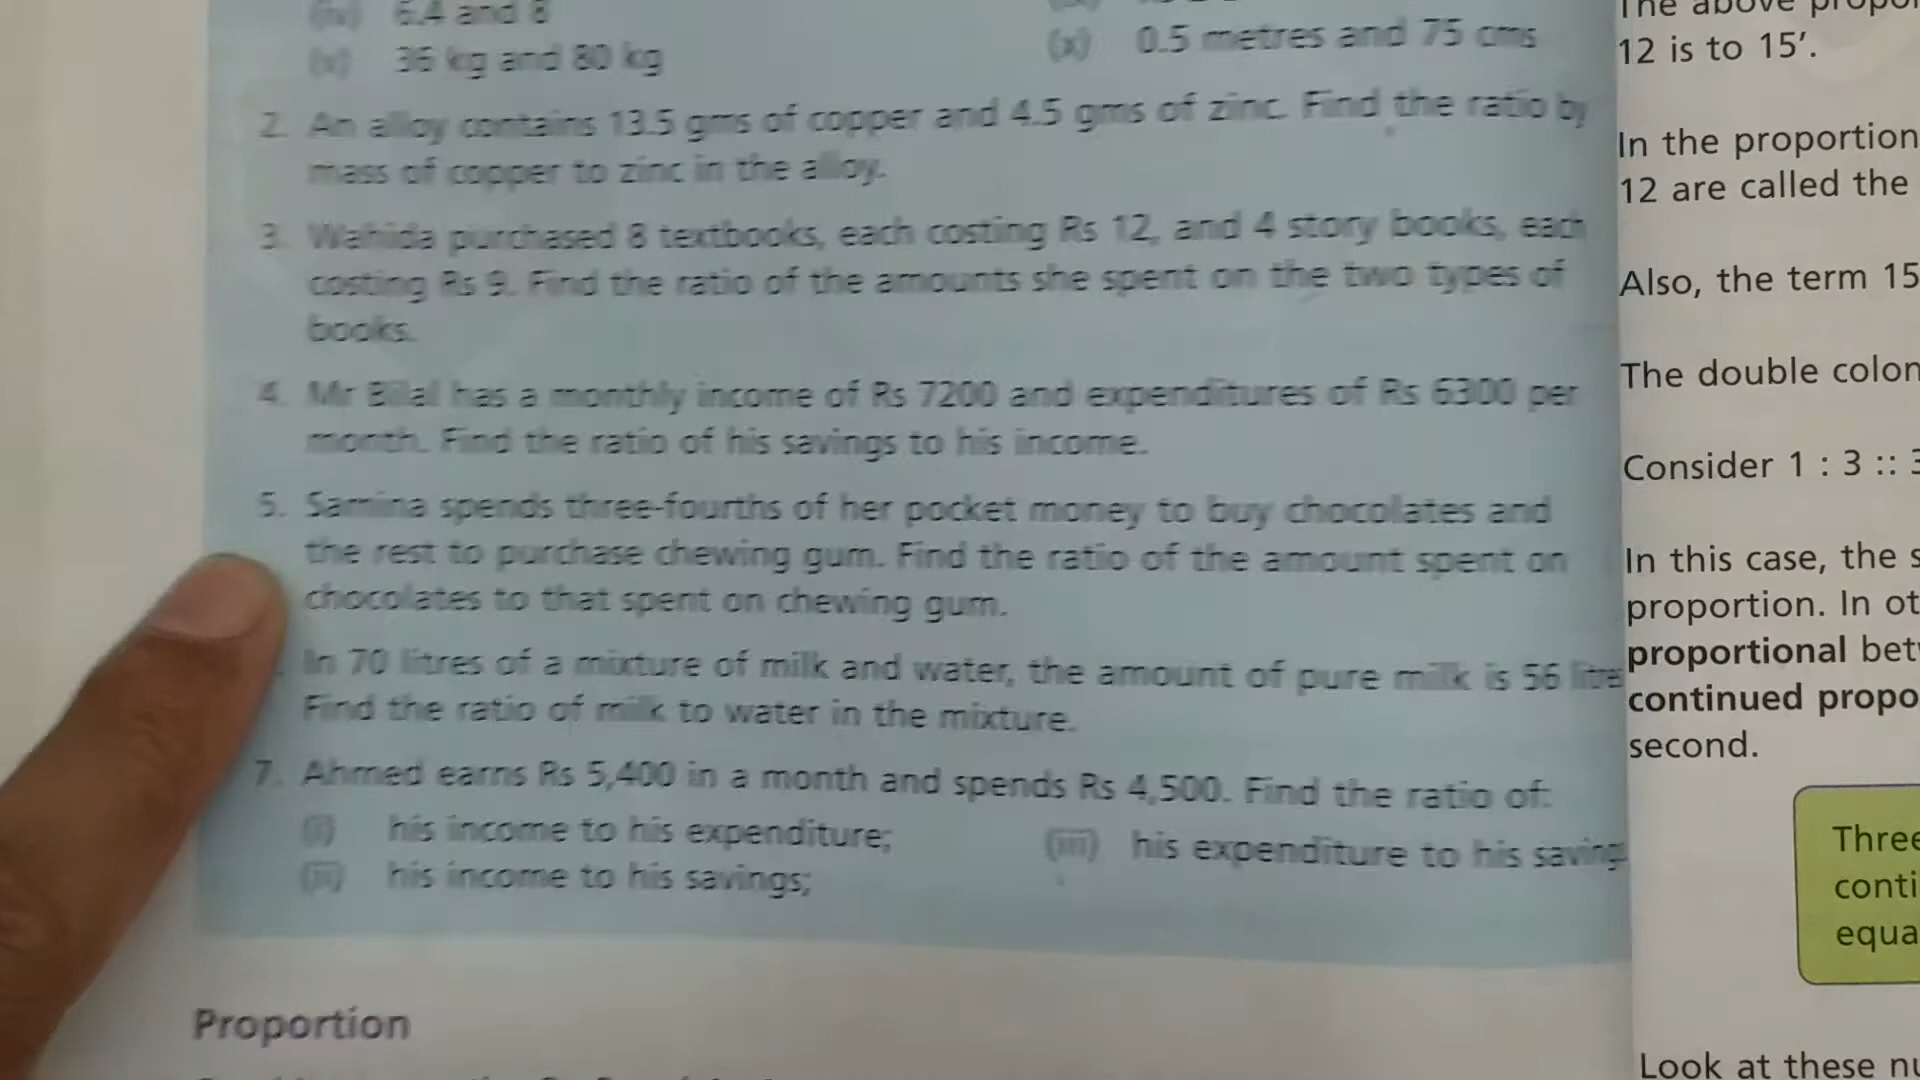 (iv) 6.4 and 8
(v) 36 kg and 80 kg
(x) 0.5 metres and 75 cms
2. An alloy contains 13.5 gms of copper and 4.5 gms of zinc. Find the ratio by
mass of copper to zinc in the alloy.
3. Wahida purchased 8 textbooks, each costing Rs 12, and 4 story books, each
costing Rs 9. Find the ratio of the amounts she spent on the two types of
books.
4. Mr Bilal has a monthly income of Rs 7200 and expenditures of Rs 6300 per
month. Find the ratio of his savings to his income.
5. Samina spends three-fourths of her pocket money to buy chocolates and
the rest to purchase chewing gum. Find the ratio of the amount spent on
chocolates to that spent on chewing gum.
In 70 litres of a mixture of milk and water, the amount of pure milk is 56 litres
Find the ratio of milk to water in the mixture.
7. Ahmed earns Rs 5,400 in a month and spends Rs 4,500. Find the ratio of:
(i) his income to his expenditure;
(iii) his expenditure to his saving
(ii) his income to his savings;
Proportion
The above propor
12 is to 15'.
In the proportion
12 are called the
Also, the term 15
The double colon
Consider 1 : 3 :: 3
In this case, the s
proportion. In ot
proportional bet
continued propo
second.
Three
conti
equa
Look at these nu